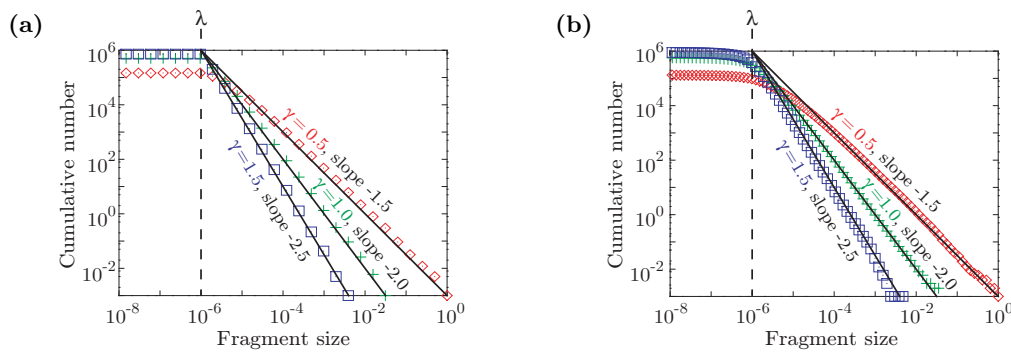 (a)
λ
10^6
10^4
10^2
10^0
10^-2
Cumulative number
γ = 0.5, slope -1.5
γ=1.0, slope -2.0
γ=1.5, slope -2.5
10^-8
10^-6
10^-4
10^-2
10^0
Fragment size
(b)
λ
10^6
10^4
10^2
10^0
10^-2
Cumulative number
γ = 0.5, slope -1.5
γ=1.0, slope -2.0
γ=1.5, slope -2.5
10^-8
10^-6
10^-4
10^-2
10^0
Fragment size